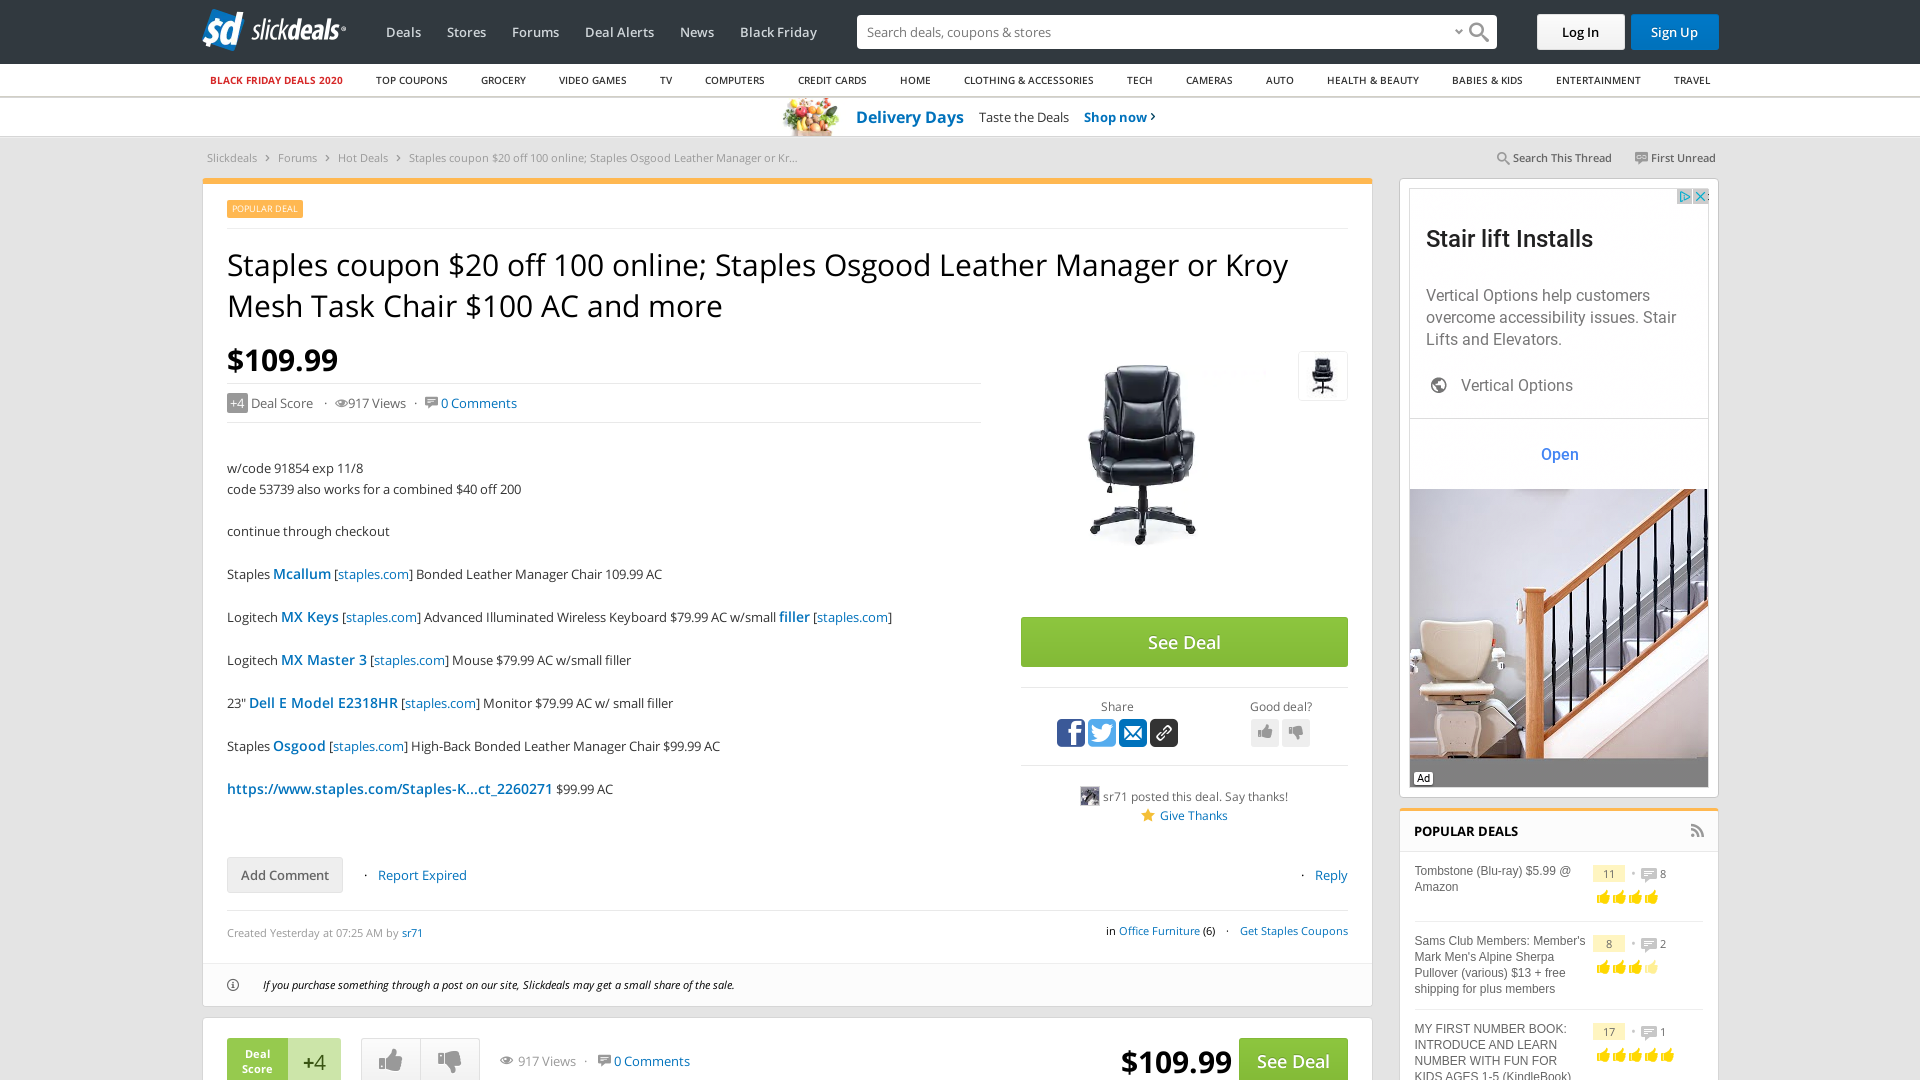 sd slickdeals
Deals Stores Forums Deal Alerts News Black Friday
Search deals, coupons & shops
Log In Sign Up
BLACK FRIDAY DEALS 2020 TOP COUPONS GROCERY VIDEO GAMES TV COMPUTERS CREDIT CARDS HOME CLOTHING & ACCESSORIES TECH CAMERAS AUTO HEALTH & BEAUTY BABIES & KIDS ENTERTAINMENT TRAVEL
Delivery Days Taste the Deals Shop now
Slickdeals Forums Hot Deals Staples coupon $20 off 100 online; Staples Osgood Leather Manager or Kr...
Search This Thread First Unread
POPULAR DEAL
Staples coupon $20 off 100 online; Staples Osgood Leather Manager or Kroy
Mesh Task Chair $100 AC and more
$109.99
+4 Deal Score · 917 Views · 0 Comments
w/code 91854 exp 11/8
code 53739 also works for a combined $40 off 200
continue through checkout
Staples Mcallum [staples.com] Bonded Leather Manager Chair 109.99 AC
Logitech MX Keys [staples.com] Advanced Illuminated Wireless Keyboard $79.99 AC w/small filler [staples.com]
Logitech MX Master 3 [staples.com] Mouse $79.99 AC w/small filler
23" Dell E Model E2318HR [staples.com] Monitor $79.99 AC w/ small filler
Staples Osgood [staples.com] High-Back Bonded Leather Manager Chair $99.99 AC
https://www.staples.com/Staples-K...ct_2260271 $99.99 AC
See Deal
Share
Good deal?
sr71 posted this deal. Say thanks!
Give Thanks
Add Comment · Report Expired
· Reply
Created Yesterday at 07:25 AM by sr71
in Office Furniture (6) · Get Staples Coupons
If you purchase something through a post on our site, Slickdeals may get a small share of the sale.
Deal
Score
+4
917 Views · 0 Comments
$109.99
See Deal
Stair lift Installs
Vertical Options help customers
overcome accessibility issues. Stair
Lifts and Elevators.
Vertical Options
Open
Ad
POPULAR DEALS
Tombstone (Blu-ray) $5.99 @
Amazon
11 • 8
Sams Club Members: Member's
Mark Men's Alpine Sherpa
Pullover (various) $13 + free
shipping for plus members
8 • 2
MY FIRST NUMBER BOOK:
INTRODUCE AND LEARN
NUMBER WITH FUN FOR
KIDS AGES 1-5 (KindleBook)
17 • 1